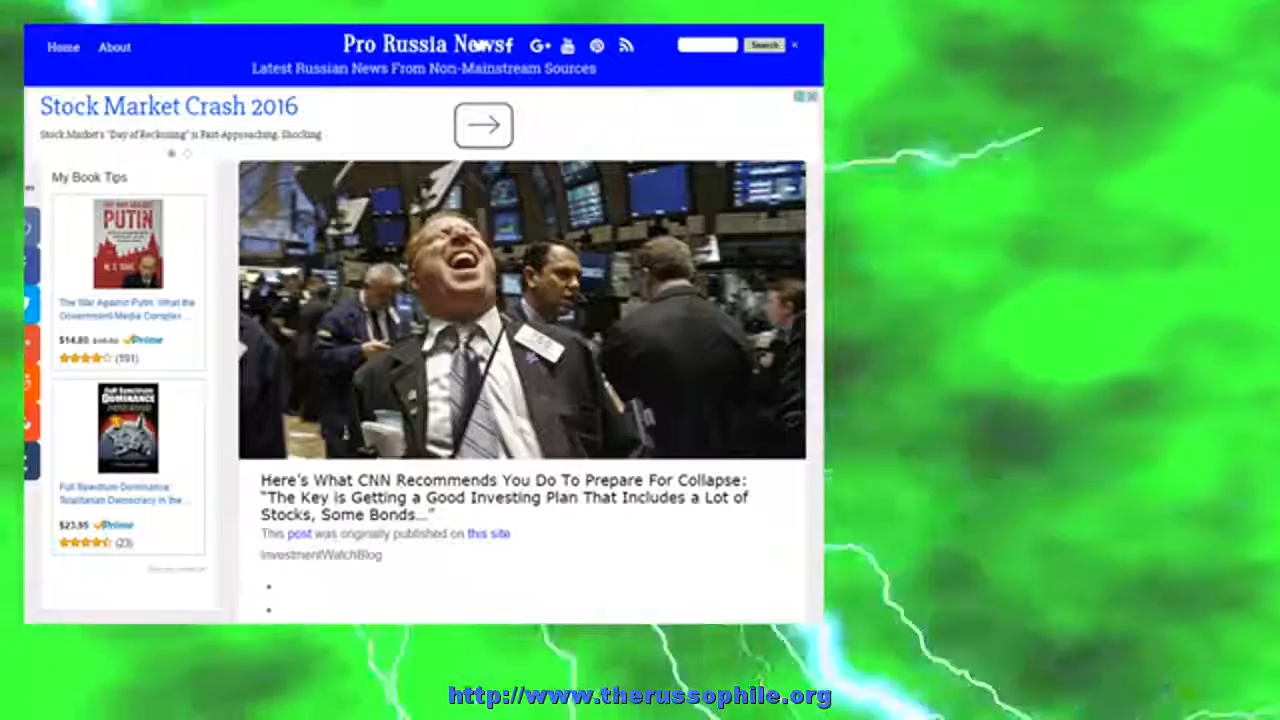 Home About
Pro Russia News
Search
Latest Russian News From Non-Mainstream Sources
Stock Market Crash 2016
Stock Market's "Day of Reckoning" is Fast-Approaching. Shocking
My Book Tips
PUTIN
The War Against Putin: What the
Government-Media Complex ...
$14.80 Prime
(191)
Full Spectrum
DOMINANCE
Full Spectrum Dominance:
Totalitarian Democracy in the...
$23.95 Prime
(23)
Here's What CNN Recommends You Do To Prepare For Collapse:
"The Key is Getting a Good Investing Plan That Includes a Lot of
Stocks, Some Bonds..."
This post was originally published on this site
InvestmentWatchBlog
http://www.therussophile.org